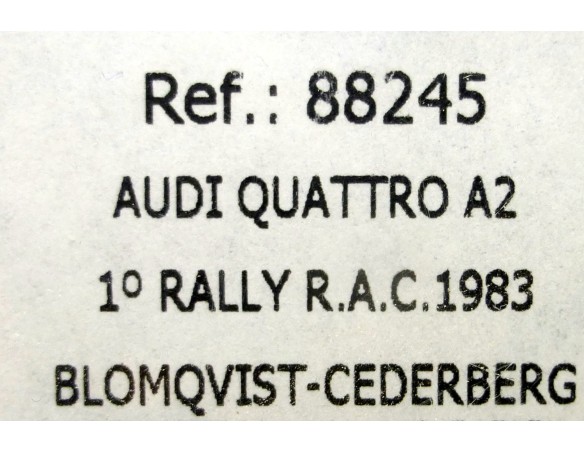 Ref.: 88245
AUDI QUATTRO A2
1º RALLY R.A.C.1983
BLOMQVIST-CEDERBERG